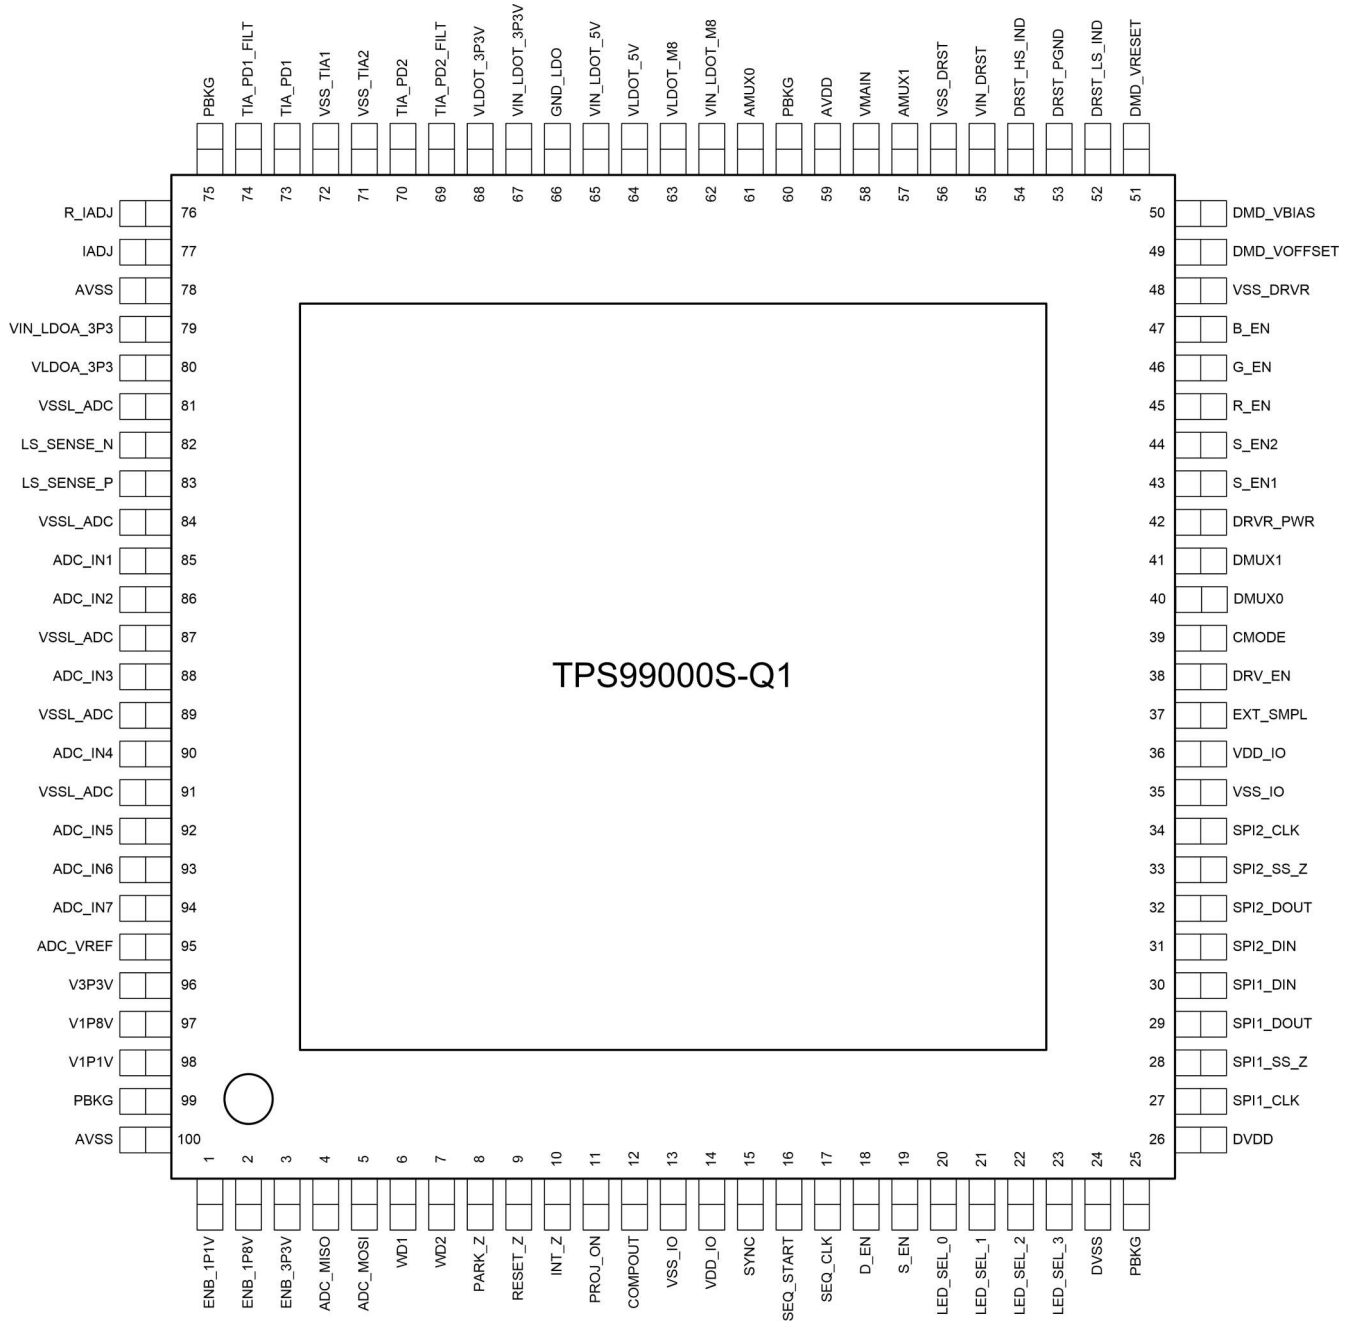 PBKG
TIA_PD1_FILT
TIA_PD1
VSS_TIA1
VSS_TIA2
TIA_PD2
TIA_PD2_FILT
VLDOT_3P3V
VIN_LDOT_3P3V
GND_LDO
VIN_LDOT_5V
VLDOT_5V
VLDOT_M8
VIN_LDOT_M8
AMUX0
PBKG
AVDD
VMAIN
AMUX1
VSS_DRST
VIN_DRST
DRST_HS_IND
DRST_PGND
DRST_LS_IND
DMD_VRESET
75 74 73 72 71 70 69 68 67 66 65 64 63 62 61 60 59 58 57 56 55 54 53 52 51
R_IADJ 76
IADJ 77
AVSS 78
VIN_LDOA_3P3 79
VLDOA_3P3 80
VSSL_ADC 81
LS_SENSE_N 82
LS_SENSE_P 83
VSSL_ADC 84
ADC_IN1 85
ADC_IN2 86
VSSL_ADC 87
ADC_IN3 88
VSSL_ADC 89
ADC_IN4 90
VSSL_ADC 91
ADC_IN5 92
ADC_IN6 93
ADC_IN7 94
ADC_VREF 95
V3P3V 96
V1P8V 97
V1P1V 98
PBKG 99
AVSS 100
TPS99000S-Q1
50 DMD_VBIAS
49 DMD_VOFFSET
48 VSS_DRVR
47 B_EN
46 G_EN
45 R_EN
44 S_EN2
43 S_EN1
42 DRVR_PWR
41 DMUX1
40 DMUX0
39 CMODE
38 DRV_EN
37 EXT_SMPL
36 VDD_IO
35 VSS_IO
34 SPI2_CLK
33 SPI2_SS_Z
32 SPI2_DOUT
31 SPI2_DIN
30 SPI1_DIN
29 SPI1_DOUT
28 SPI1_SS_Z
27 SPI1_CLK
26 DVDD
1 2 3 4 5 6 7 8 9 10 11 12 13 14 15 16 17 18 19 20 21 22 23 24 25
ENB_1P1V
ENB_1P8V
ENB_3P3V
ADC_MISO
ADC_MOSI
WD1
WD2
PARK_Z
RESET_Z
INT_Z
PROJ_ON
COMPOUT
VSS_IO
VDD_IO
SYNC
SEQ_START
SEQ_CLK
D_EN
S_EN
LED_SEL_0
LED_SEL_1
LED_SEL_2
LED_SEL_3
DVSS
PBKG